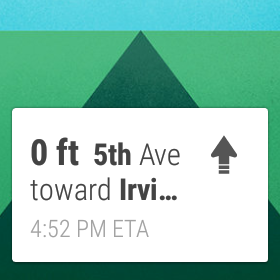 0 ft 5th Ave
toward Irvi...
4:52 PM ETA